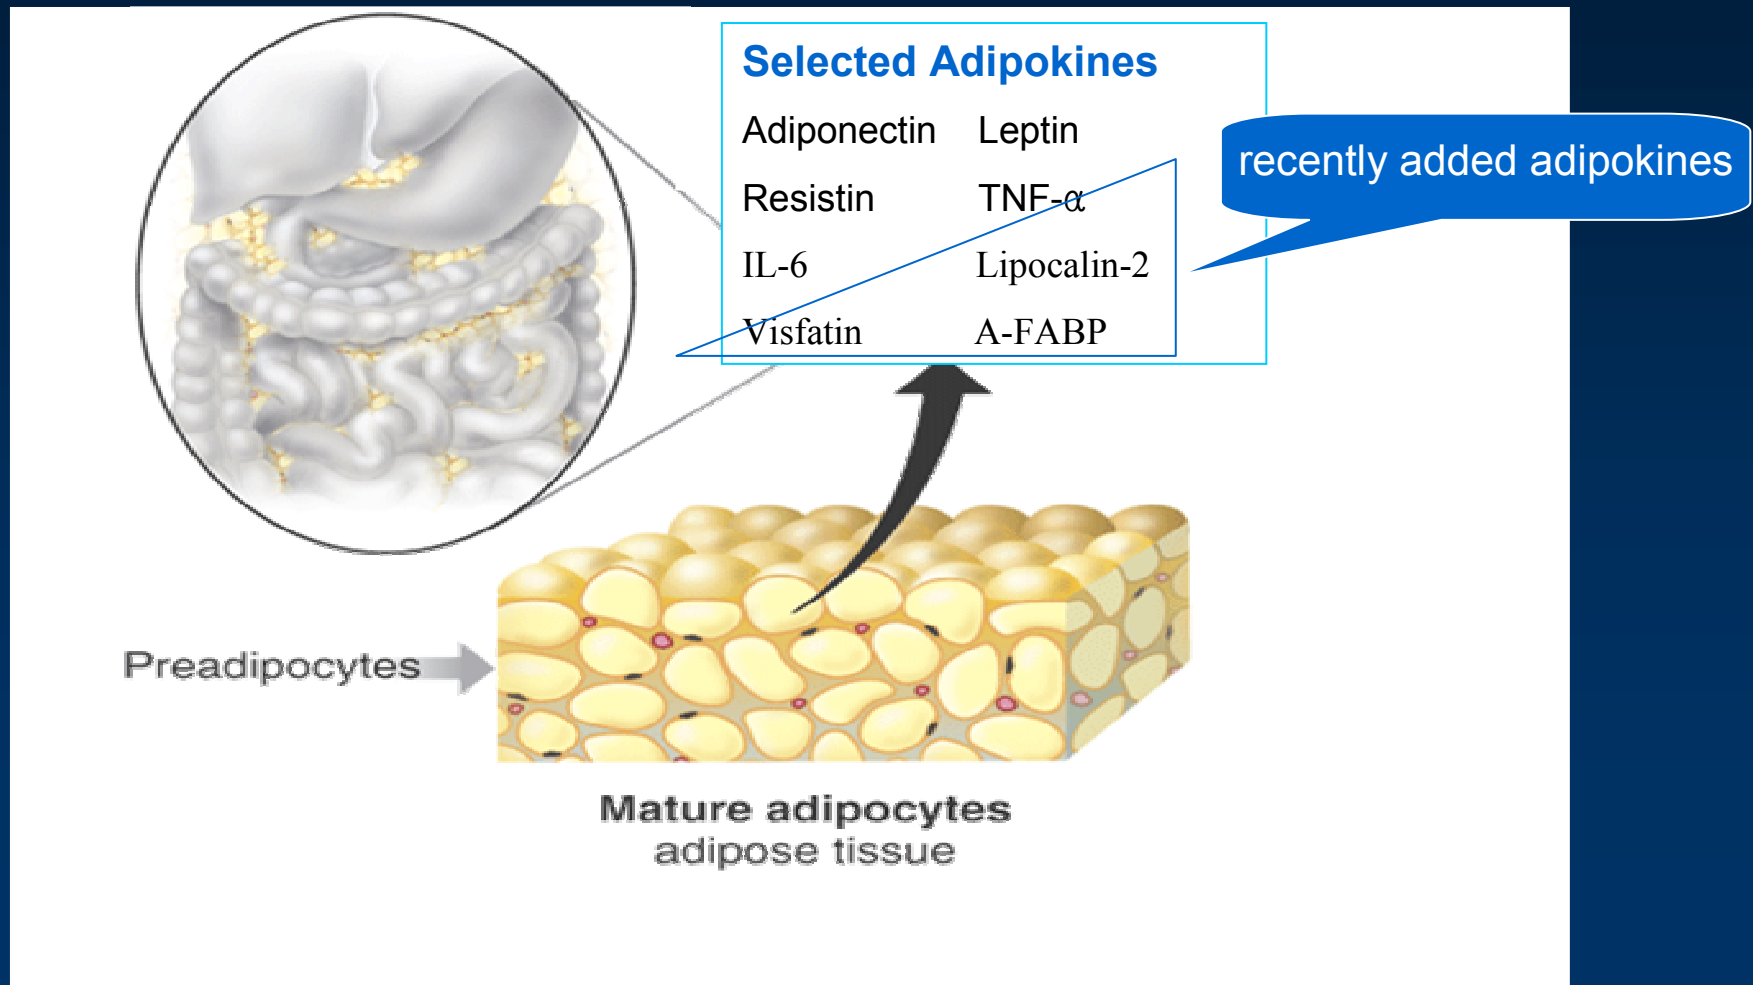 Selected Adipokines
Adiponectin Leptin
Resistin TNF-α
IL-6 Lipocalin-2
Visfatin A-FABP
recently added adipokines
Preadipocytes
Mature adipocytes
adipose tissue